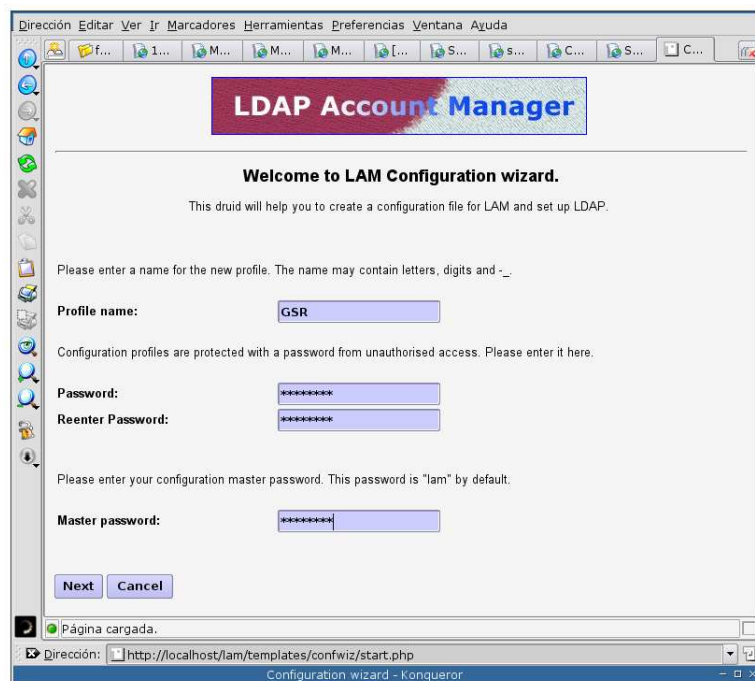 Dirección Editar Ver Ir Marcadores Herramientas Preferencias Ventana Ayuda
f... 1... M... M... M... [... S... s... C... S... C...
LDAP Account Manager
Welcome to LAM Configuration wizard.
This druid will help you to create a configuration file for LAM and set up LDAP.
Please enter a name for the new profile. The name may contain letters, digits and -_.
Profile name: GSR
Configuration profiles are protected with a password from unauthorised access. Please enter it here.
Password: ********
Reenter Password: ********
Please enter your configuration master password. This password is "lam" by default.
Master password: ********
Next Cancel
Página cargada.
Dirección: http://localhost/lam/templates/confwiz/start.php
Configuration wizard - Konqueror